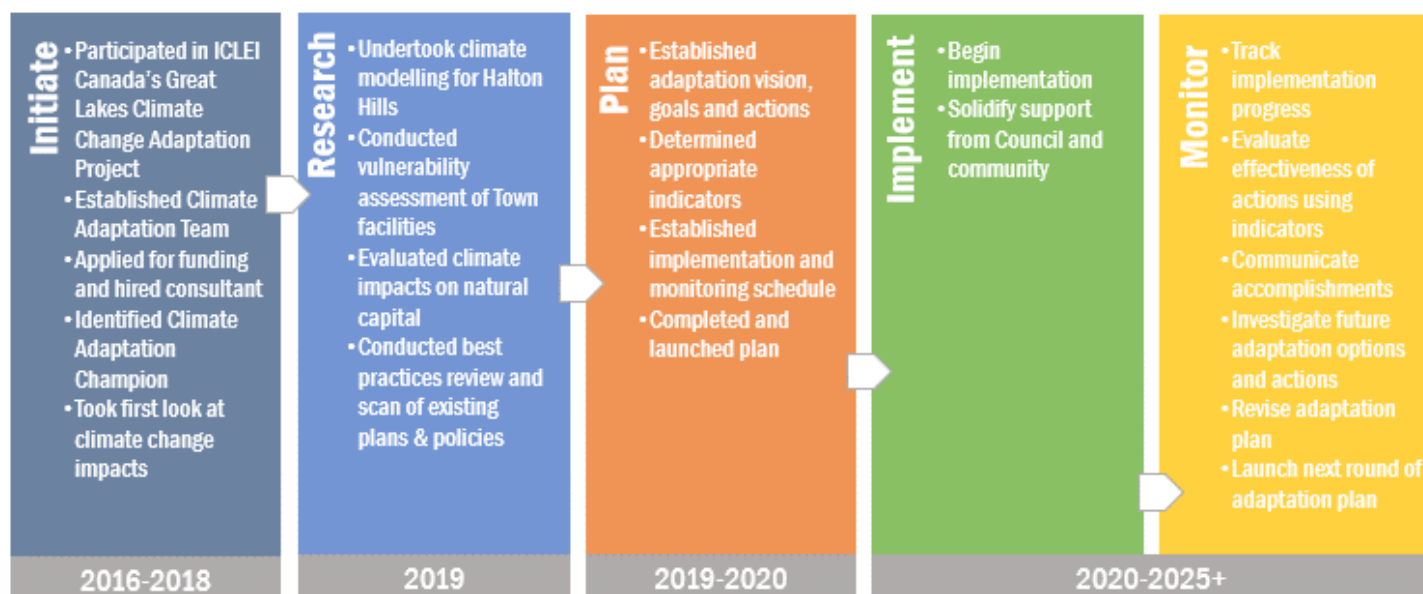 Initiate
• Participated in ICLEI
Canada's Great
Lakes Climate
Change Adaptation
Project
• Established Climate
Adaptation Team
• Applied for funding
and hired consultant
• Identified Climate
Adaptation
Champion
• Took first look at
climate change
impacts
2016-2018
Research
• Undertook climate
modelling for Halton
Hills
• Conducted
vulnerability
assessment of Town
facilities
• Evaluated climate
impacts on natural
capital
• Conducted best
practices review and
scan of existing
plans & policies
2019
Plan
• Established
adaptation vision,
goals and actions
• Determined
appropriate
indicators
• Established
implementation and
monitoring schedule
• Completed and
launched plan
2019-2020
Implement
• Begin
implementation
• Solidify support
from Council and
community
Monitor
• Track
implementation
progress
• Evaluate
effectiveness of
actions using
indicators
• Communicate
accomplishments
• Investigate future
adaptation options
and actions
• Revise adaptation
plan
• Launch next round of
adaptation plan
2020-2025+